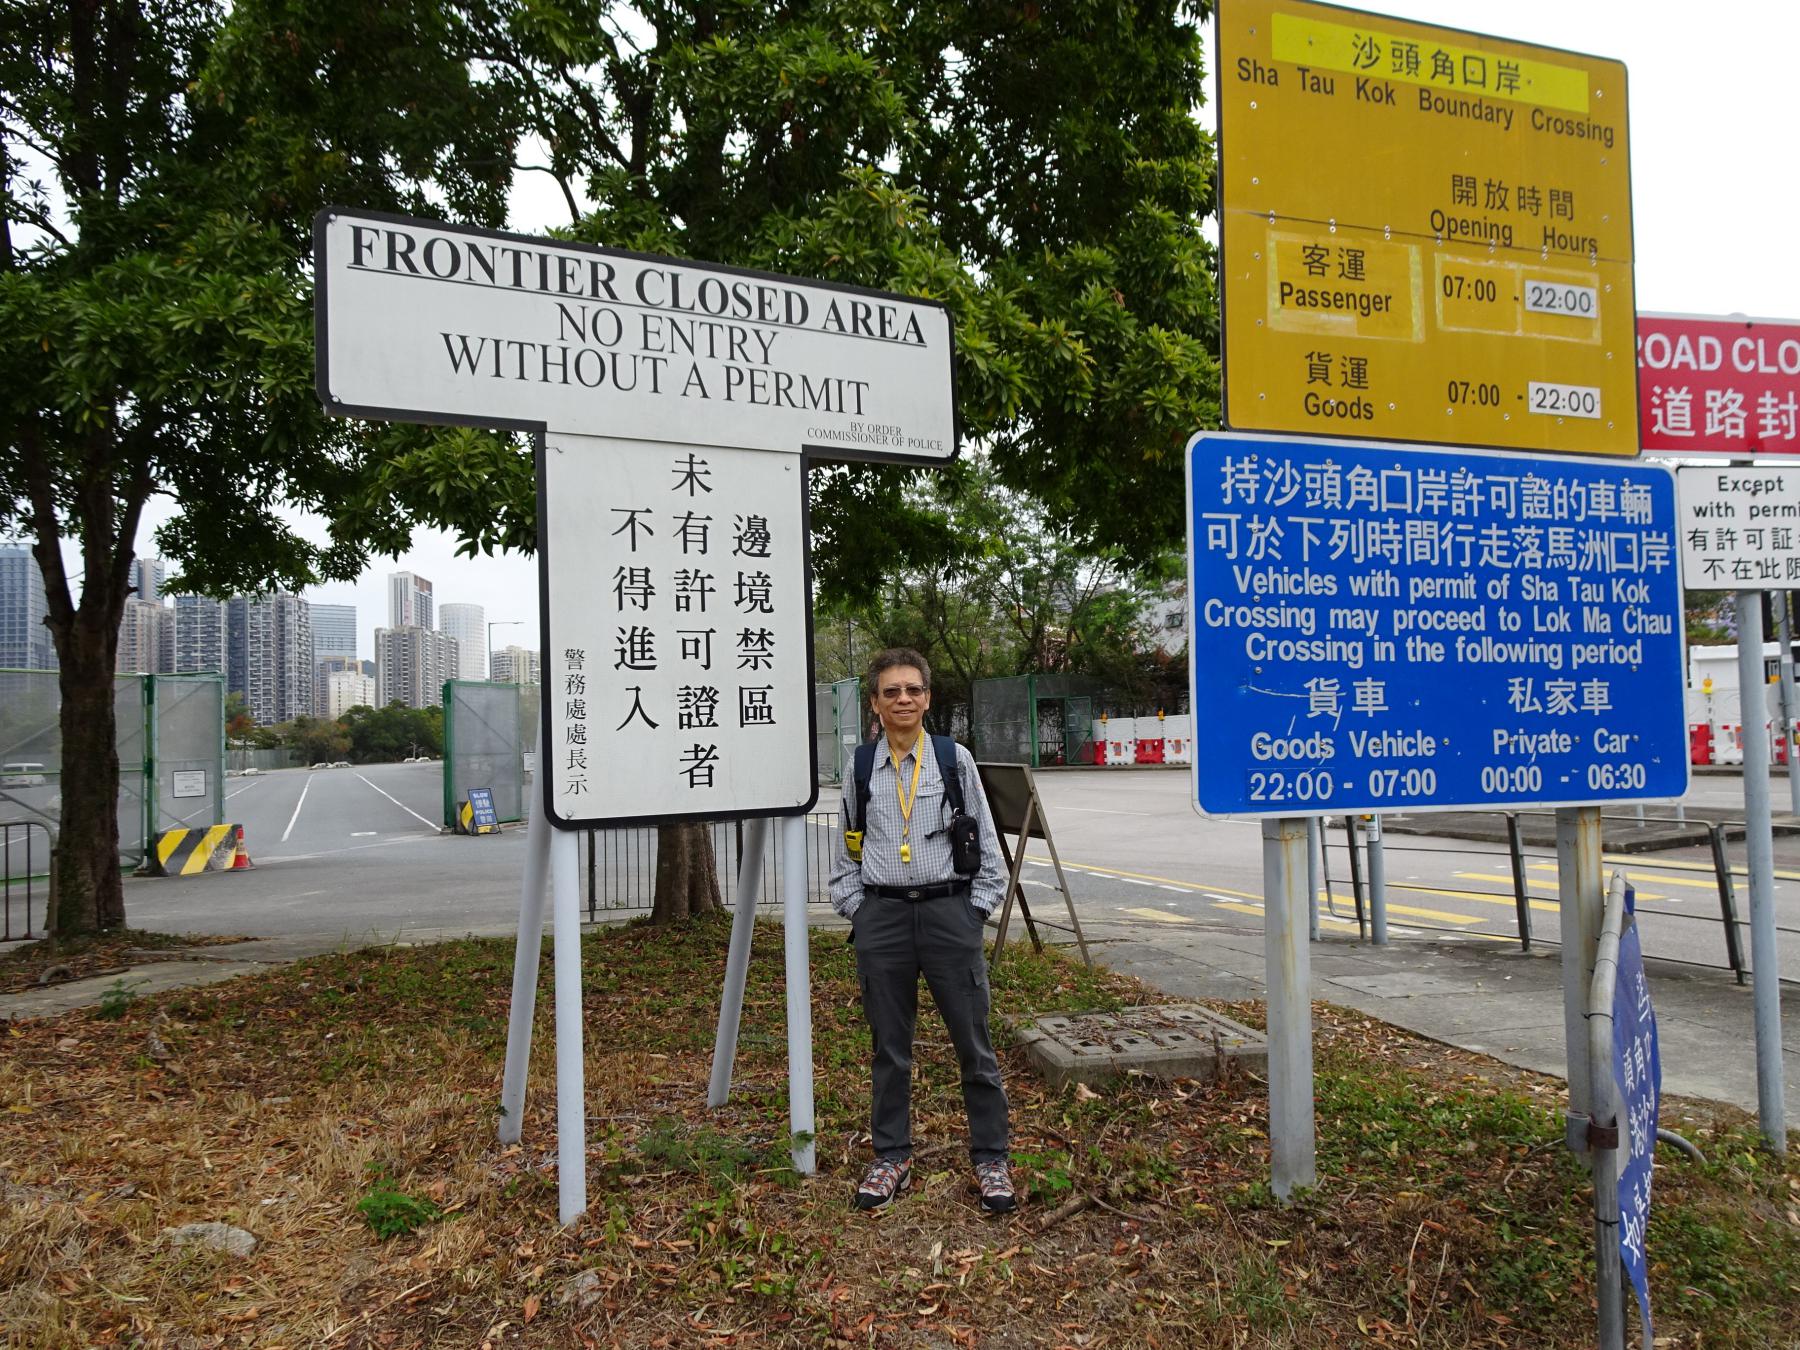 FRONTIER CLOSED AREA
NO ENTRY
WITHOUT A PERMIT
BY ORDER
COMMISSIONER OF POLICE
邊境禁區
未有許可證者
不得進入
警務處處長示
沙頭角口岸
Sha Tau Kok Boundary Crossing
開放時間
Opening Hours
客運
Passenger
07:00 - 22:00
貨運
Goods
07:00 - 22:00
持沙頭角口岸許可證的車輛
可於下列時間行走落馬洲口岸
Vehicles with permit of Sha Tau Kok
Crossing may proceed to Lok Ma Chau
Crossing in the following period
貨車 私家車
Goods Vehicle Private Car
22:00 - 07:00 00:00 - 06:30
ROAD CLO
道路封
Except
with permi
有許可証
不在此限
SLOW
慢駛
POLICE
警察